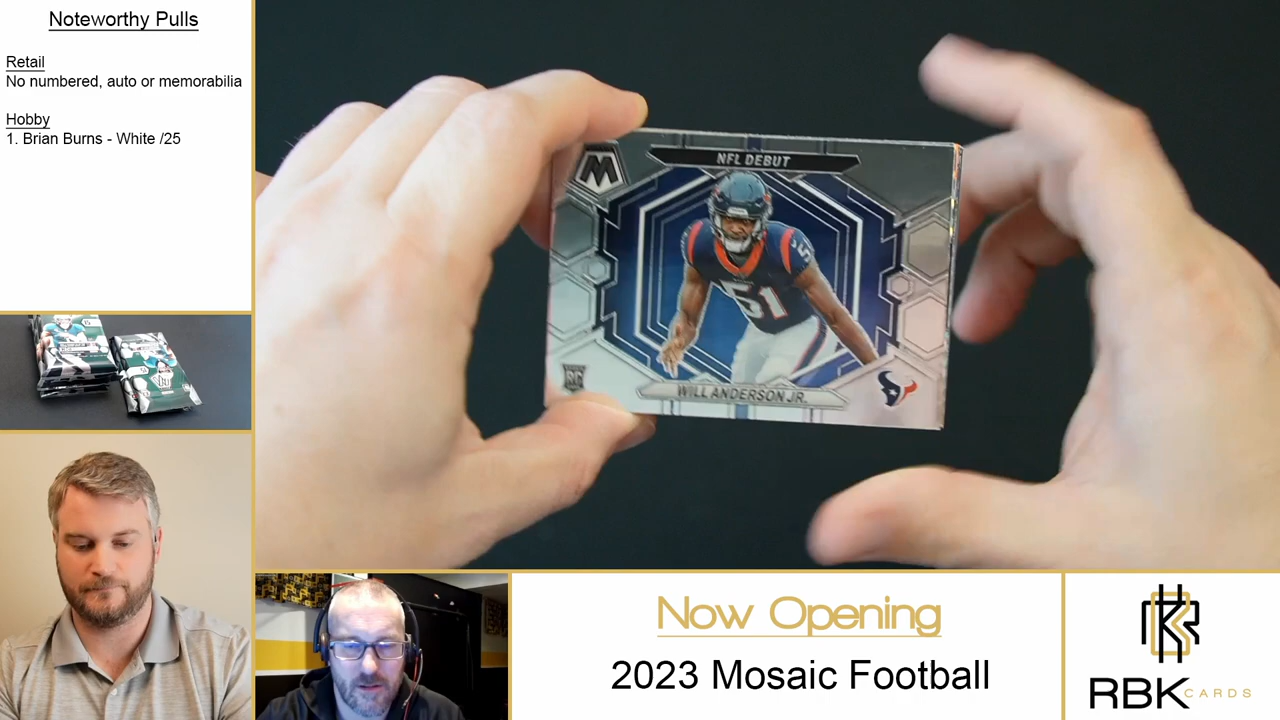 Noteworthy Pulls
Retail
No numbered, auto or memorabilia
Hobby
1. Brian Burns - White /25
M
NFL DEBUT
51
51
RC
WILL ANDERSON JR.
Now Opening
2023 Mosaic Football
RBK CARDS